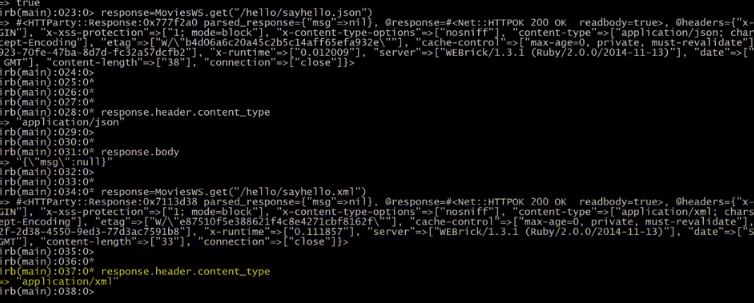 => true
irb(main):023:0> response=MoviesWS.get("/hello/sayhello.json")
=> #<HTTParty::Response:0x777f2a0 parsed_response={"msg"=>nil}, @response=#<Net::HTTPOK 200 OK  readbody=true>, @headers={"x-
GIN"], "x-xss-protection"=>["1; mode=block"], "x-content-type-options"=>["nosniff"], "content-type"=>["application/json; char
cept-Encoding"], "etag"=>["W/\"b4d06a6c20a45c2b5c14aff65efa932e\""], "cache-control"=>["max-age=0, private, must-revalidate"]
923-70fe-47ba-8d7d-fc32a57dcfb2"], "x-runtime"=>["0.012009"], "server"=>["WEBrick/1.3.1 (Ruby/2.0.0/2014-11-13)"], "date"=>["
GMT"], "content-length"=>["38"], "connection"=>["close"]}>
irb(main):024:0>
irb(main):025:0*
irb(main):026:0*
irb(main):027:0*
irb(main):028:0* response.header.content_type
=> "application/json"
irb(main):029:0>
irb(main):030:0*
irb(main):031:0* response.body
=> "{\"msg\":null}"
irb(main):032:0>
irb(main):033:0*
irb(main):034:0* response=MoviesWS.get("/hello/sayhello.xml")
=> #<HTTParty::Response:0x7113d38 parsed_response={"msg"=>nil}, @response=#<Net::HTTPOK 200 OK  readbody=true>, @headers={"x-
GIN"], "x-xss-protection"=>["1; mode=block"], "x-content-type-options"=>["nosniff"], "content-type"=>["application/xml; chars
ept-Encoding"], "etag"=>["W/\"e87510f5e388621f4c8e4271cbf8162f\""], "cache-control"=>["max-age=0, private, must-revalidate"],
2f-2d38-4550-9ed3-77d3ac7591b8"], "x-runtime"=>["0.111857"], "server"=>["WEBrick/1.3.1 (Ruby/2.0.0/2014-11-13)"], "date"=>["S
GMT"], "content-length"=>["33"], "connection"=>["close"]}>
irb(main):035:0>
irb(main):036:0*
irb(main):037:0* response.header.content_type
=> "application/xml"
irb(main):038:0>